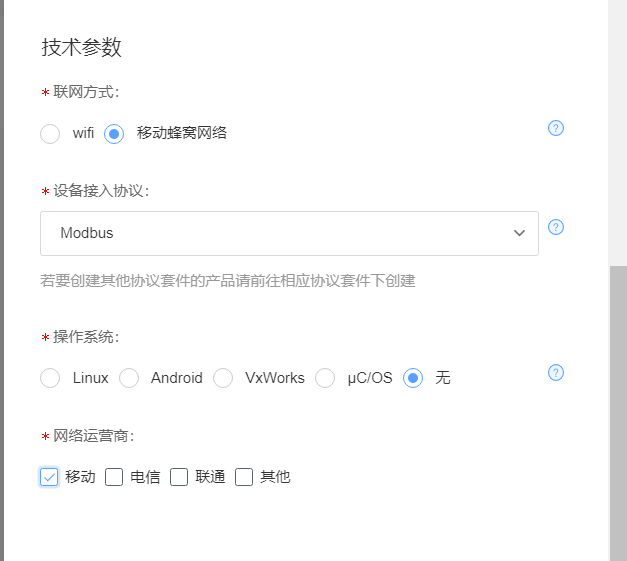 技术参数
* 联网方式:
wifi 移动蜂窝网络 ?
* 设备接入协议:
Modbus ?
若要创建其他协议套件的产品请前往相应协议套件下创建
* 操作系统:
Linux Android VxWorks μC/OS 无 ?
* 网络运营商:
移动 电信 联通 其他